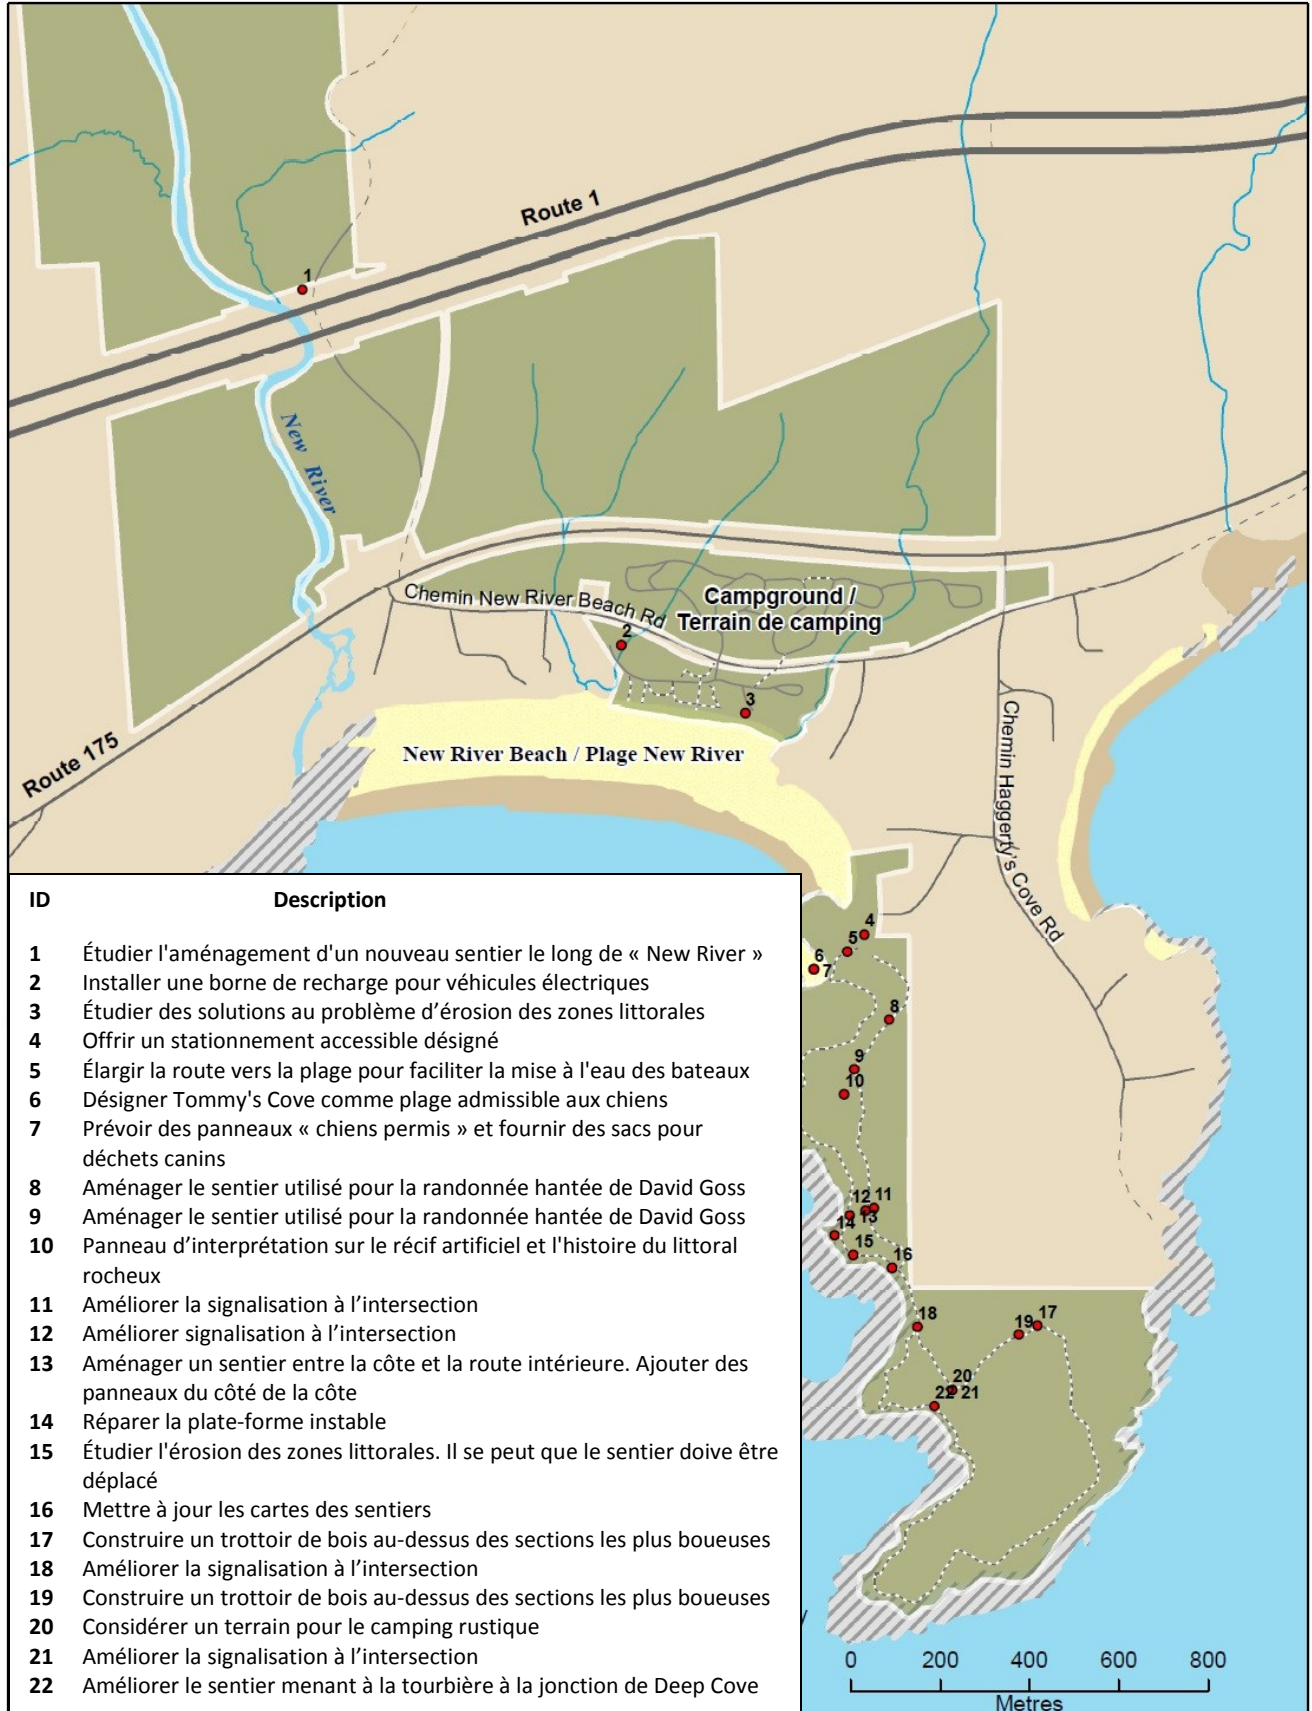 Route 1
1
New River
Chemin New River Beach Rd
Campground /
Terrain de camping
2
3
Route 175
New River Beach / Plage New River
Chemin Haggerty's Cove Rd
4
5
6
7
8
9
10
11
12
13
14
15
16
17
18
19
20
21
22
ID Description
1 Étudier l'aménagement d'un nouveau sentier le long de « New River »
2 Installer une borne de recharge pour véhicules électriques
3 Étudier des solutions au problème d’érosion des zones littorales
4 Offrir un stationnement accessible désigné
5 Élargir la route vers la plage pour faciliter la mise à l'eau des bateaux
6 Désigner Tommy's Cove comme plage admissible aux chiens
7 Prévoir des panneaux « chiens permis » et fournir des sacs pour
déchets canins
8 Aménager le sentier utilisé pour la randonnée hantée de David Goss
9 Aménager le sentier utilisé pour la randonnée hantée de David Goss
10 Panneau d’interprétation sur le récif artificiel et l'histoire du littoral
rocheux
11 Améliorer la signalisation à l’intersection
12 Améliorer signalisation à l’intersection
13 Aménager un sentier entre la côte et la route intérieure. Ajouter des
panneaux du côté de la côte
14 Réparer la plate-forme instable
15 Étudier l'érosion des zones littorales. Il se peut que le sentier doive être
déplacé
16 Mettre à jour les cartes des sentiers
17 Construire un trottoir de bois au-dessus des sections les plus boueuses
18 Améliorer la signalisation à l’intersection
19 Construire un trottoir de bois au-dessus des sections les plus boueuses
20 Considérer un terrain pour le camping rustique
21 Améliorer la signalisation à l’intersection
22 Améliorer le sentier menant à la tourbière à la jonction de Deep Cove
0 200 400 600 800
Metres